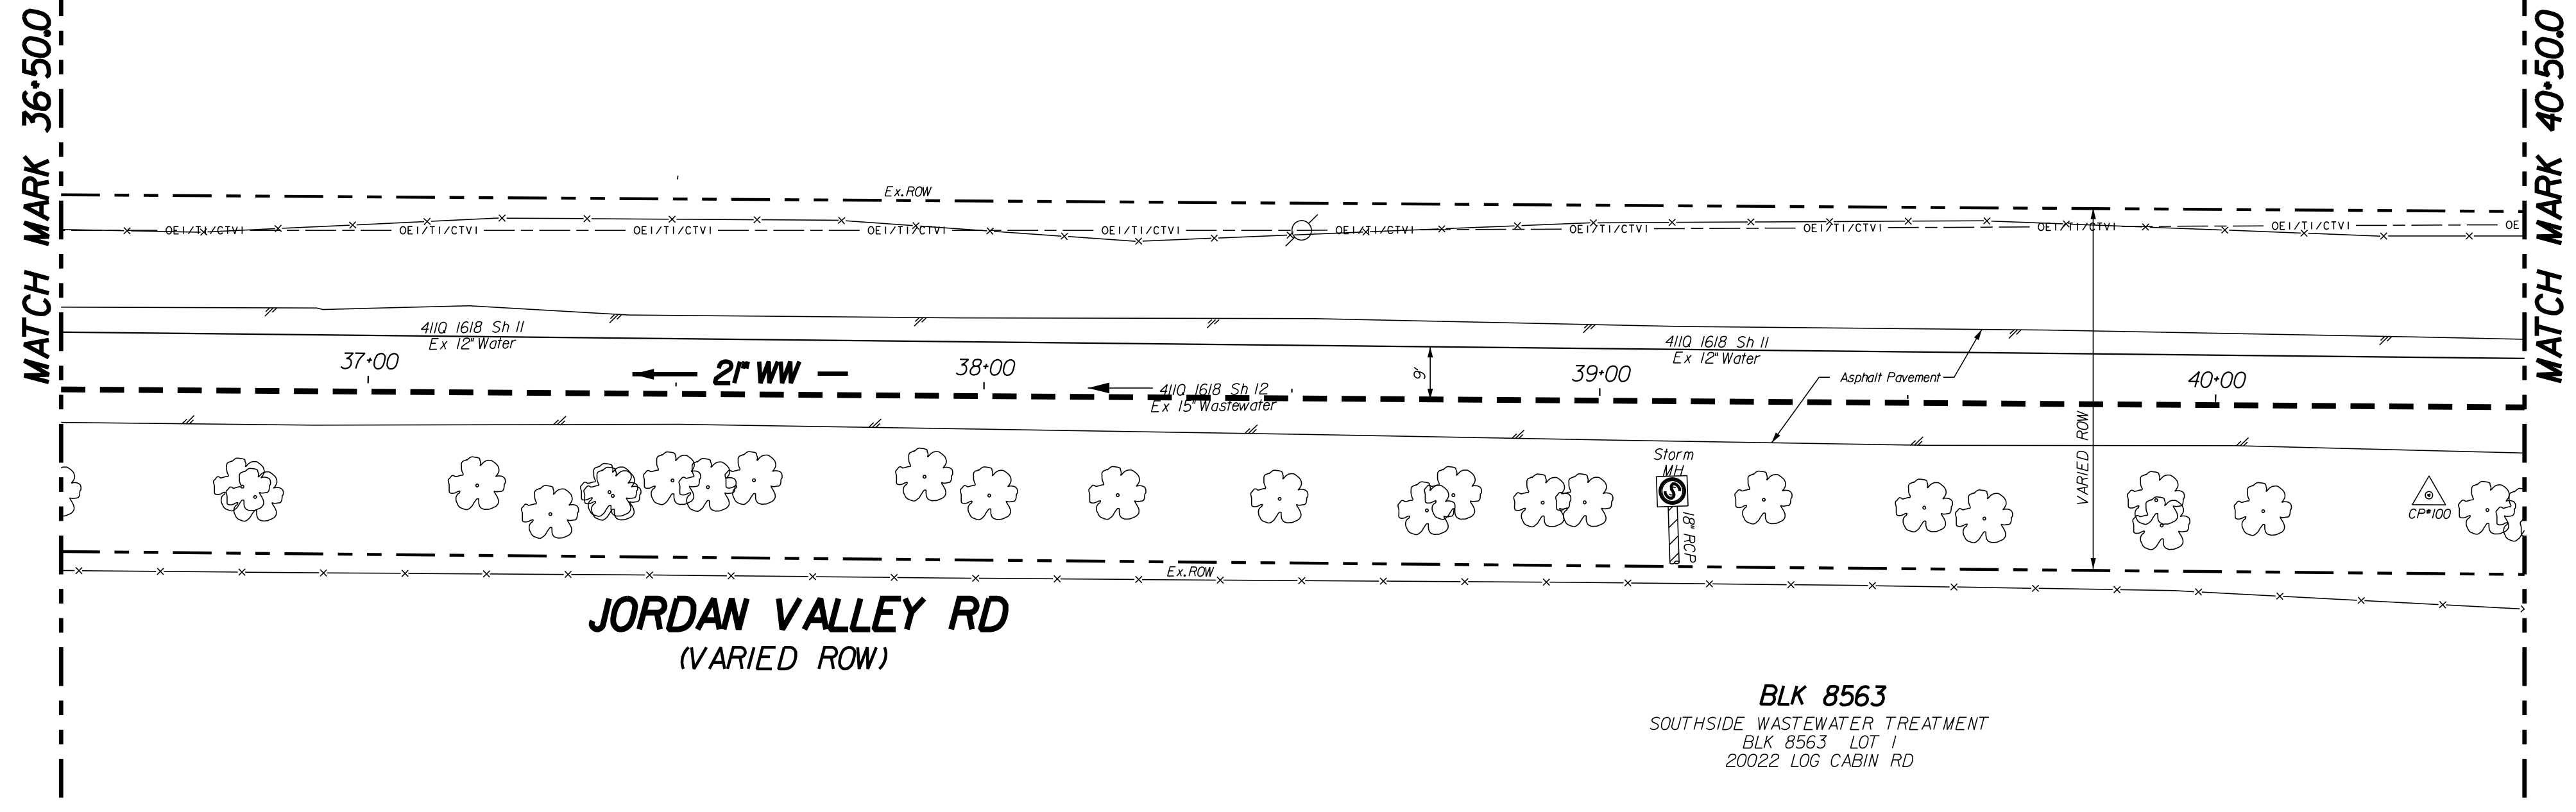 MATCH MARK 36+50.0
MATCH MARK 40+50.0
Ex. ROW
OE1/T1/CTV1
OE1/T1/CTV1
OE1/T1/CTV1
OE1/T1/CTV1
OE1/T1/CTV1
OE1/T1/CTV1
OE1/T1/CTV1
OE1/T1/CTV1
OE1/T1/CTV1
OE1/T1/CTV1
OE
411Q 1618 Sh 11
Ex 12" Water
411Q 1618 Sh 11
Ex 12" Water
37+00
21" WW
38+00
9'
39+00
Asphalt Pavement
40+00
411Q 1618 Sh 12
Ex 15" Wastewater
VARIED ROW
Storm
MH
18" RCP
CP#100
Ex. ROW
JORDAN VALLEY RD
(VARIED ROW)
BLK 8563
SOUTHSIDE WASTEWATER TREATMENT
BLK 8563 LOT 1
20022 LOG CABIN RD